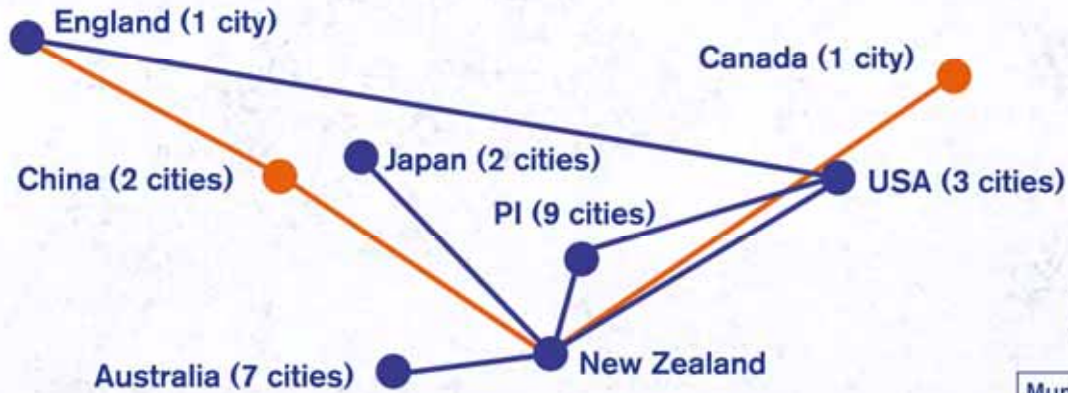 England (1 city)
Canada (1 city)
Japan (2 cities)
China (2 cities)
USA (3 cities)
PI (9 cities)
New Zealand
Australia (7 cities)